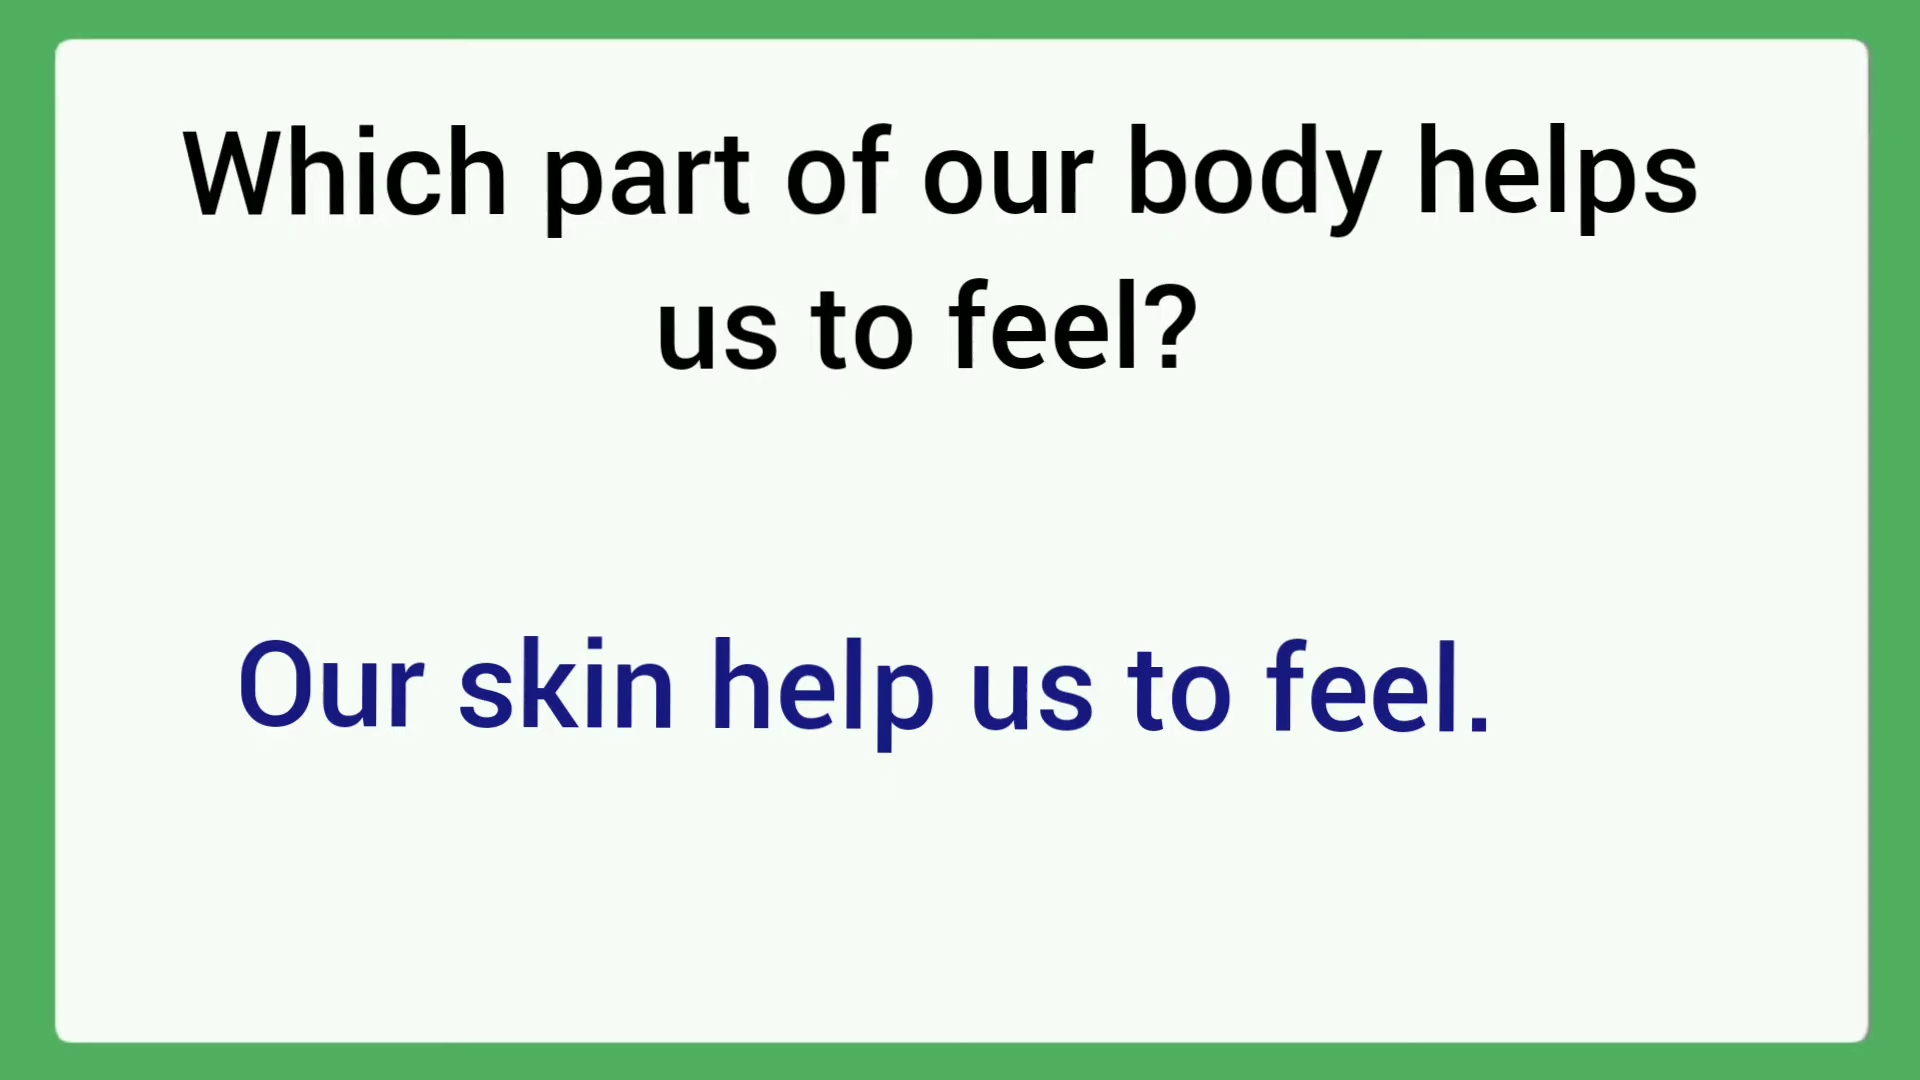 Which part of our body helps
us to feel?
Our skin help us to feel.